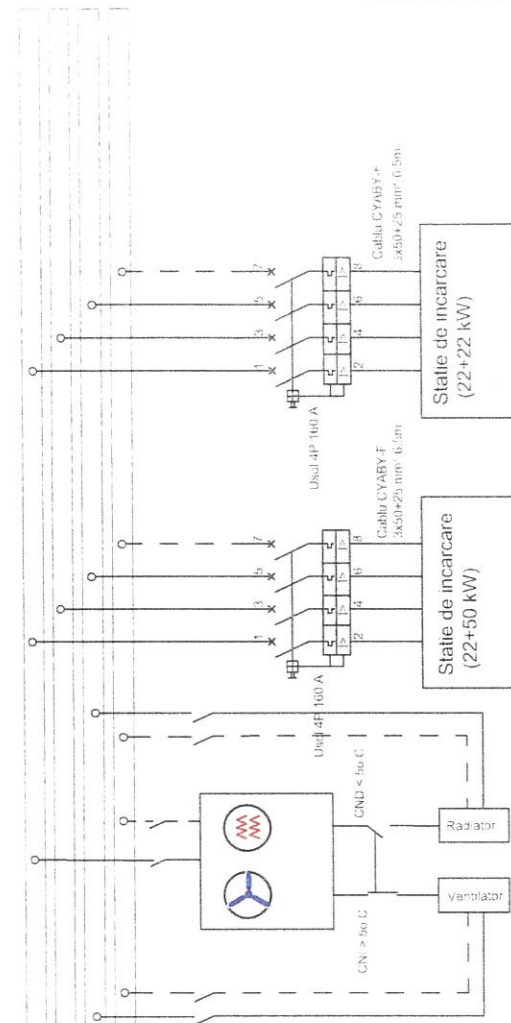 Cablu CYABY-F
3x50+25 mm² 6.5m
7
5
3
1
8
6
4
2
Usol 4P 160 A
Statie de incarcare
(22+22 kW)
Cablu CYABY-F
3x50+25 mm² 6.5m
7
5
3
1
8
6
4
2
Usol 4P 160 A
Statie de incarcare
(22+50 kW)
CND < 5o C
CNI > 5o C
Radiator
Ventilator